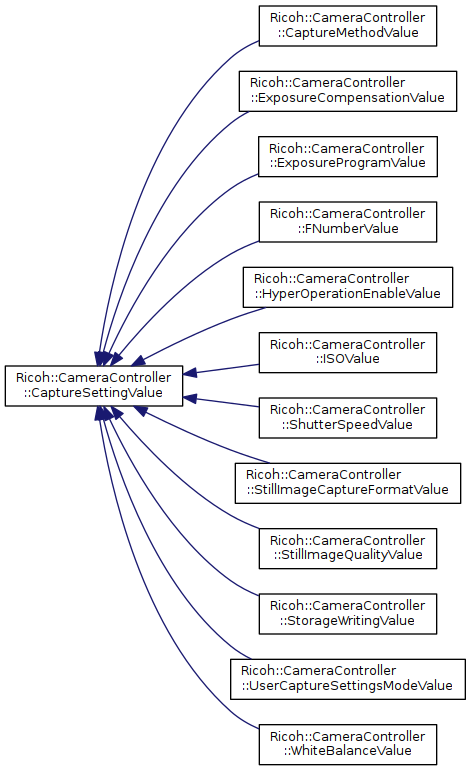 Ricoh::CameraController
::CaptureMethodValue
Ricoh::CameraController
::ExposureCompensationValue
Ricoh::CameraController
::ExposureProgramValue
Ricoh::CameraController
::FNumberValue
Ricoh::CameraController
::HyperOperationEnableValue
Ricoh::CameraController
::ISOValue
Ricoh::CameraController
::CaptureSettingValue
Ricoh::CameraController
::ShutterSpeedValue
Ricoh::CameraController
::StillImageCaptureFormatValue
Ricoh::CameraController
::StillImageQualityValue
Ricoh::CameraController
::StorageWritingValue
Ricoh::CameraController
::UserCaptureSettingsModeValue
Ricoh::CameraController
::WhiteBalanceValue